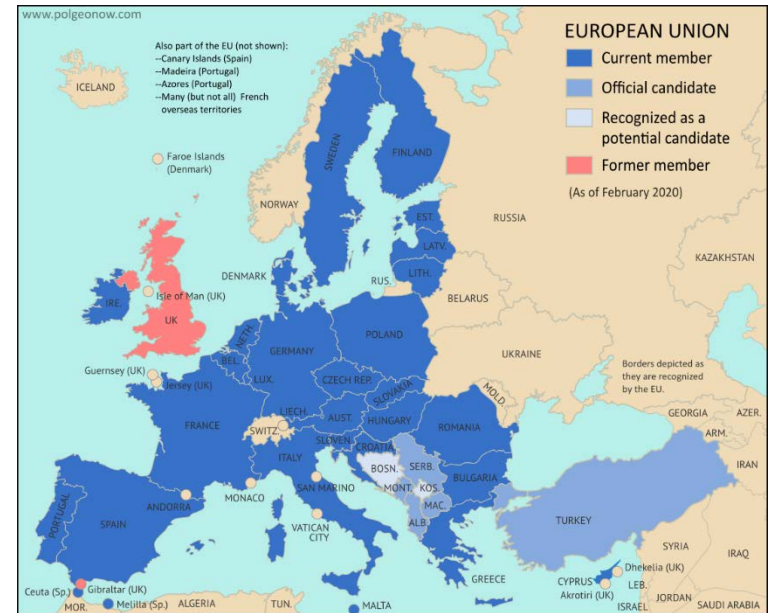 www.polgeonow.com
Also part of the EU (not shown):
--Canary Islands (Spain)
--Madeira (Portugal)
--Azores (Portugal)
--Many (but not all) French
overseas territories
EUROPEAN UNION
Current member
Official candidate
Recognized as a
potential candidate
Former member
(As of February 2020)
ICELAND
Faroe Islands
(Denmark)
SWEDEN
FINLAND
NORWAY
RUSSIA
EST.
LATV.
LITH.
DENMARK
RUS.
KAZAKHSTAN
BELARUS
IRE.
Isle of Man (UK)
UK
NETH.
BEL.
GERMANY
POLAND
UKRAINE
Guernsey (UK)
Jersey (UK)
LUX.
CZECH REP.
SLOVAKIA
MOLD.
Borders depicted as
they are recognized
by the EU.
FRANCE
LIECH.
SWITZ.
AUST.
HUNGARY
ROMANIA
GEORGIA
AZER.
ARM.
SLOVEN.
CROATIA
ITALY
BOSN.
SERB.
BULGARIA
IRAN
MONT.
KOS.
MAC.
ALB.
PORTUGAL
SPAIN
ANDORRA
MONACO
SAN MARINO
VATICAN
CITY
TURKEY
GREECE
SYRIA
IRAQ
CYPRUS
Dhekelia (UK)
Akrotiri (UK)
LEB.
ISRAEL
JORDAN
SAUDI ARABIA
Ceuta (Sp.)
Gibraltar (UK)
MOR.
Melilla (Sp.)
ALGERIA
TUN.
MALTA